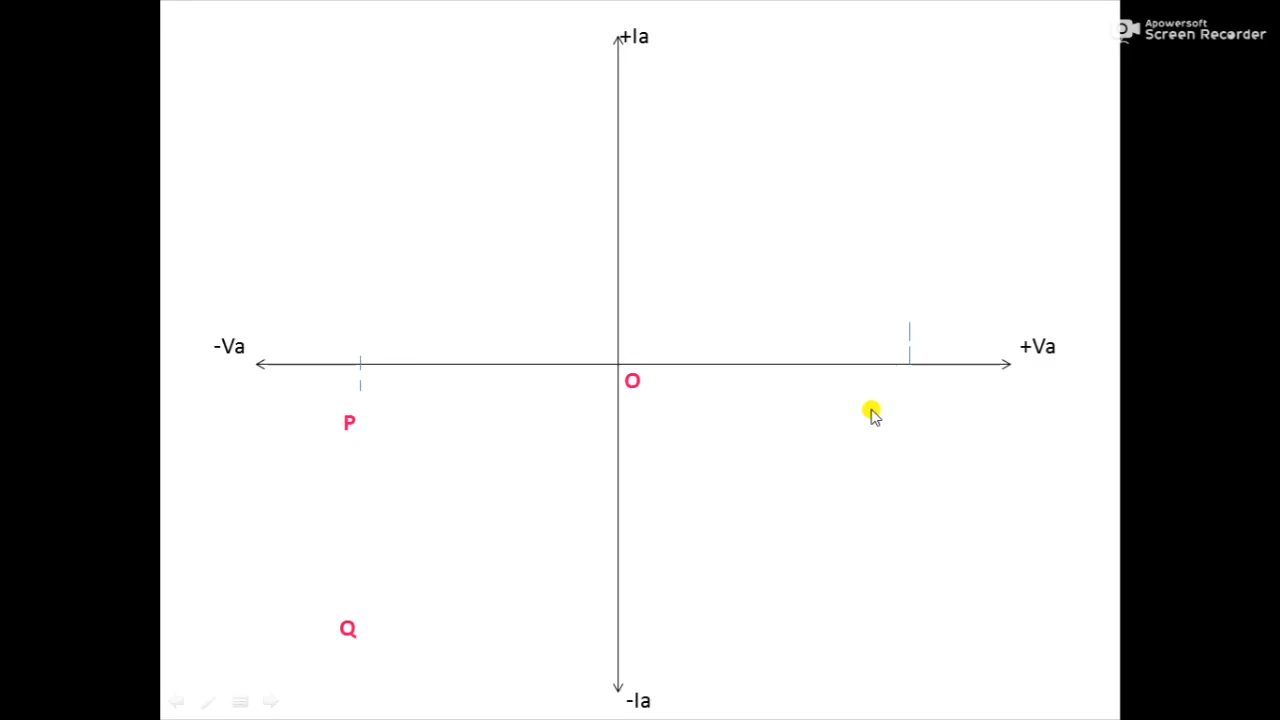 Apowersoft
Screen Recorder
+Ia
-Va
+Va
O
P
Q
-Ia